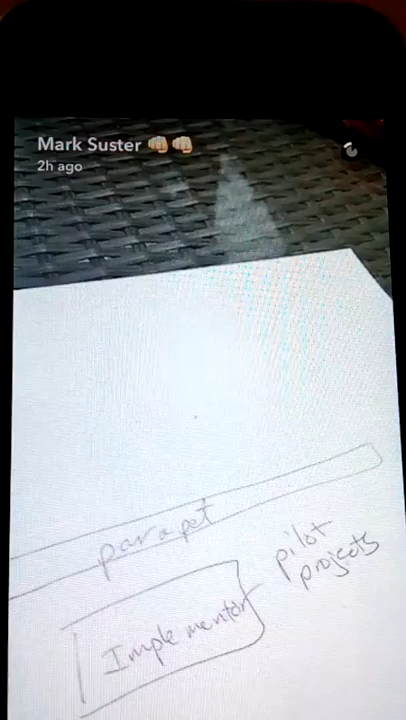 Mark Suster 👊🏼👊🏼
2h ago
parapet
Implementor
pilot
projects